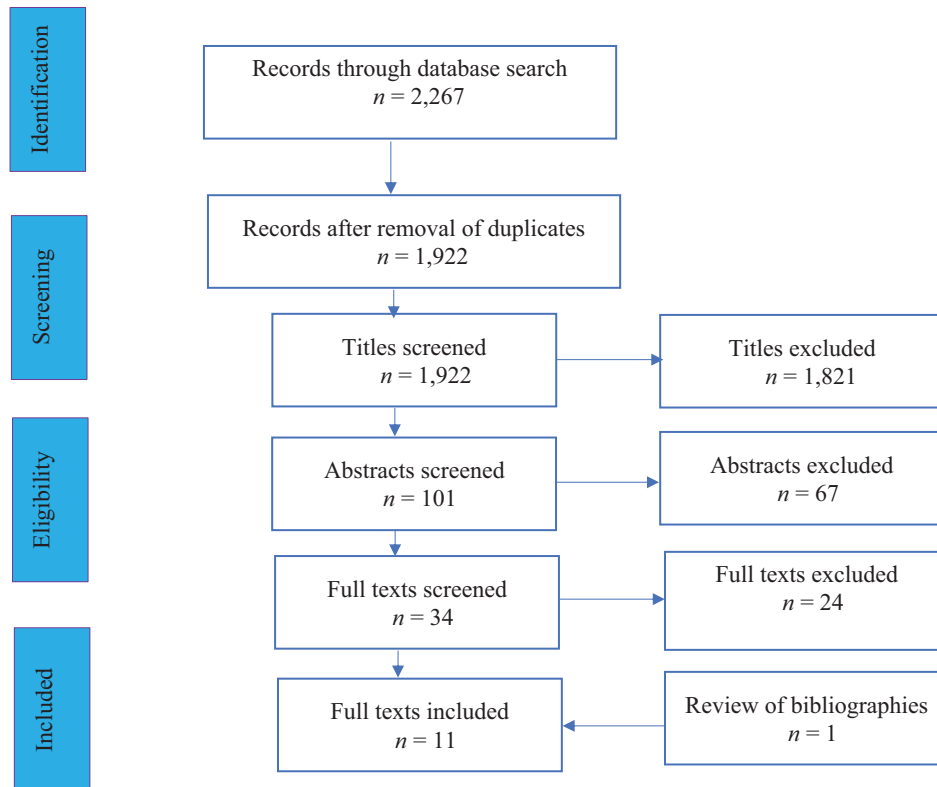 Identification
Records through database search
n = 2,267
Screening
Records after removal of duplicates
n = 1,922
Titles screened
n = 1,922
Titles excluded
n = 1,821
Eligibility
Abstracts screened
n = 101
Abstracts excluded
n = 67
Full texts screened
n = 34
Full texts excluded
n = 24
Included
Full texts included
n = 11
Review of bibliographies
n = 1